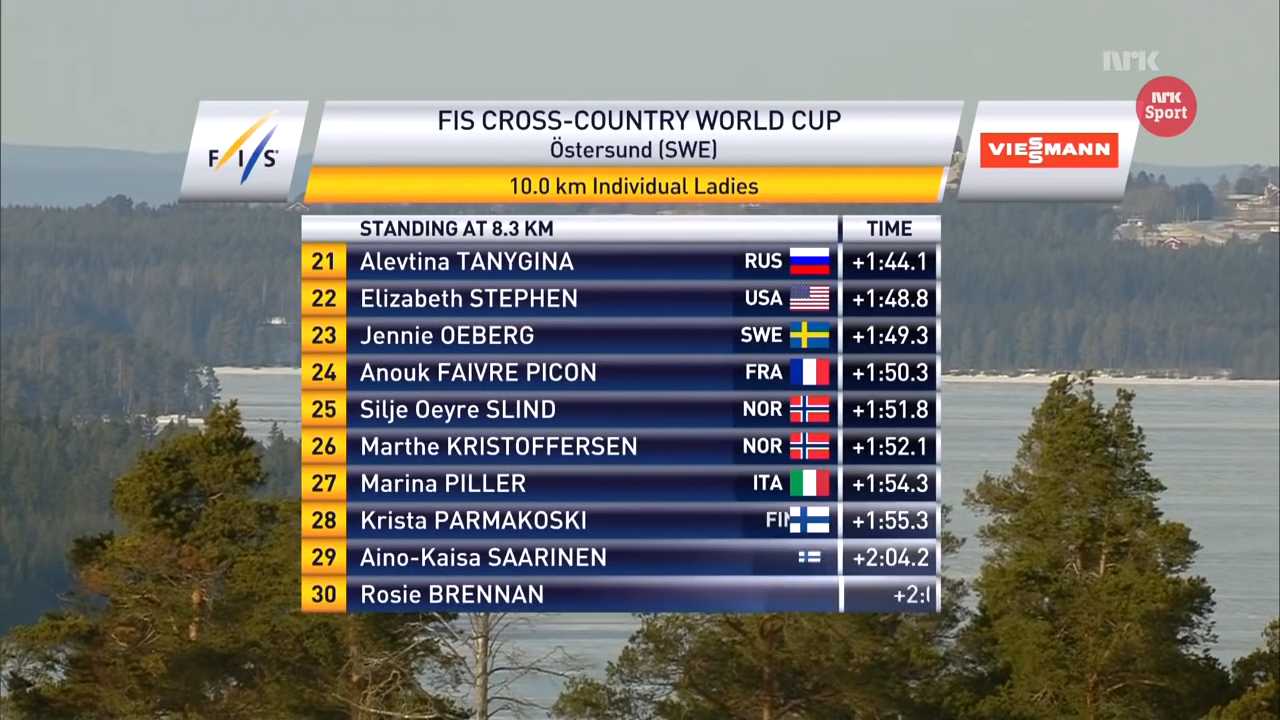 nrk
nrk Sport
FIS CROSS-COUNTRY WORLD CUP
FIS
Östersund (SWE)
VIESSMANN
10.0 km Individual Ladies
STANDING AT 8.3 KM TIME
21 Alevtina TANYGINA RUS +1:44.1
22 Elizabeth STEPHEN USA +1:48.8
23 Jennie OEBERG SWE +1:49.3
24 Anouk FAIVRE PICON FRA +1:50.3
25 Silje Oeyre SLIND NOR +1:51.8
26 Marthe KRISTOFFERSEN NOR +1:52.1
27 Marina PILLER ITA +1:54.3
28 Krista PARMAKOSKI +1:55.3
29 Aino-Kaisa SAARINEN +2:04.2
30 Rosie BRENNAN